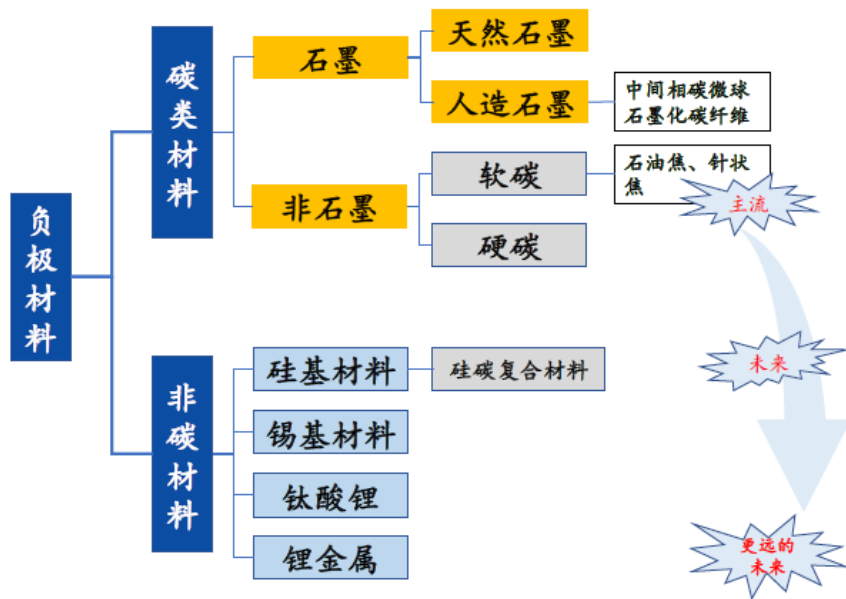 负极材料
碳类材料
石墨
天然石墨
人造石墨
中间相碳微球
石墨化碳纤维
非石墨
软碳
石油焦、针状
焦
硬碳
非碳材料
硅基材料
硅碳复合材料
锡基材料
钛酸锂
锂金属
主流
未来
更远的
未来